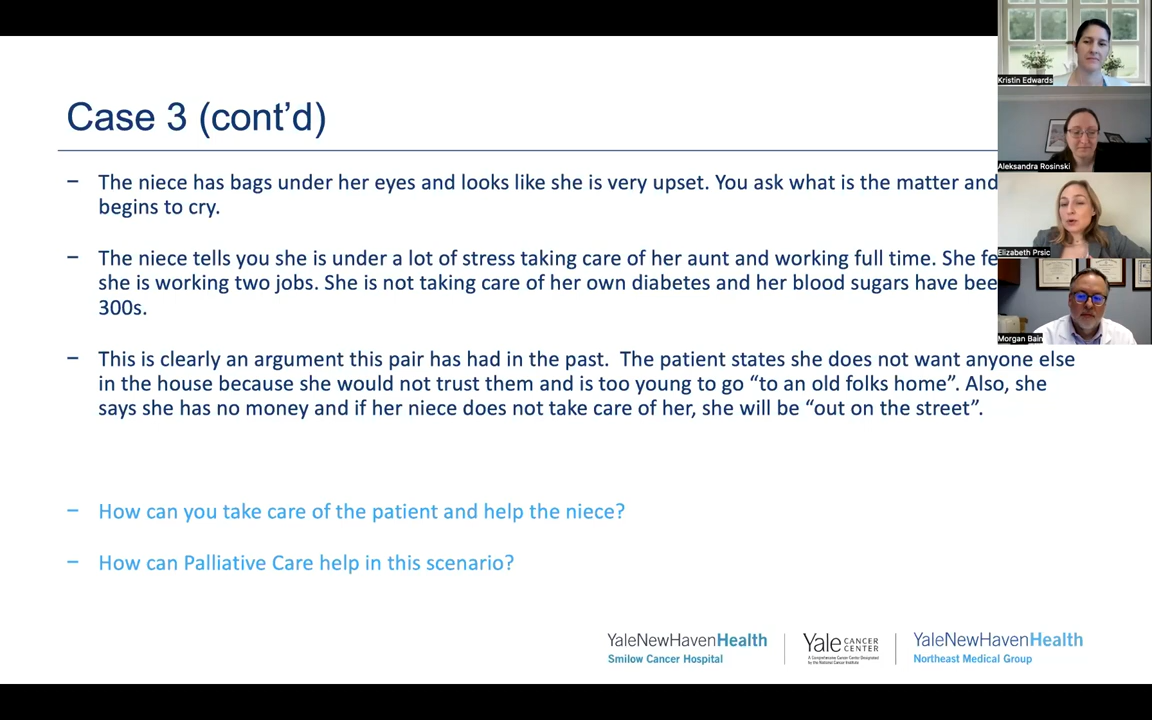 Case 3 (cont’d)
− The niece has bags under her eyes and looks like she is very upset. You ask what is the matter and
begins to cry.
− The niece tells you she is under a lot of stress taking care of her aunt and working full time. She fe
she is working two jobs. She is not taking care of her own diabetes and her blood sugars have bee
300s.
− This is clearly an argument this pair has had in the past. The patient states she does not want anyone else
in the house because she would not trust them and is too young to go “to an old folks home”. Also, she
says she has no money and if her niece does not take care of her, she will be “out on the street”.
− How can you take care of the patient and help the niece?
− How can Palliative Care help in this scenario?
Kristin Edwards
Aleksandra Rosinski
Elizabeth Prsic
Morgan Bain
YaleNewHavenHealth
Smilow Cancer Hospital
Yale CANCER
CENTER
A Comprehensive Cancer Center Designated
by the National Cancer Institute
YaleNewHavenHealth
Northeast Medical Group